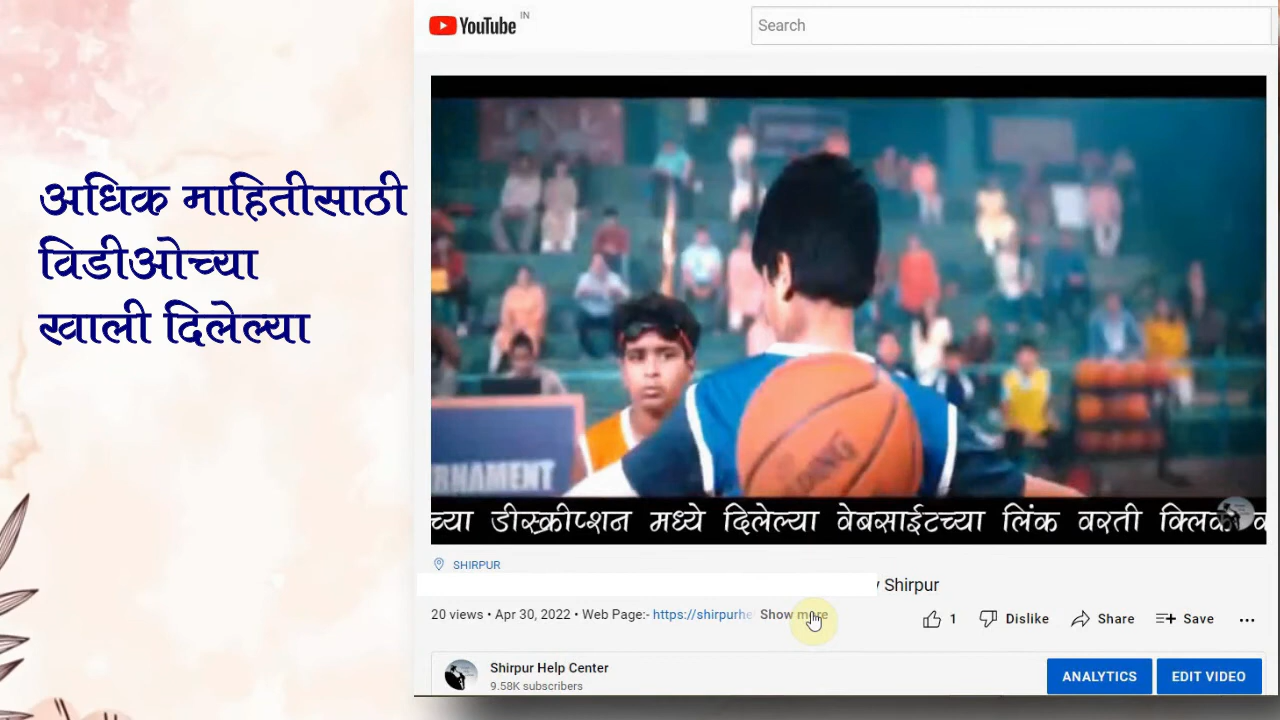 अधिक माहितीसाठी
विडीओच्या
खाली दिलेल्या
YouTube IN
Search
RNAMENT
च्या डीस्क्रीप्शन मध्ये दिलेल्या वेबसाईटच्या लिंक वरती क्लिक
SHIRPUR
Shirpur
20 views • Apr 30, 2022 • Web Page:- https://shirpurhe Show more
1 Dislike Share Save
Shirpur Help Center
9.58K subscribers
ANALYTICS EDIT VIDEO